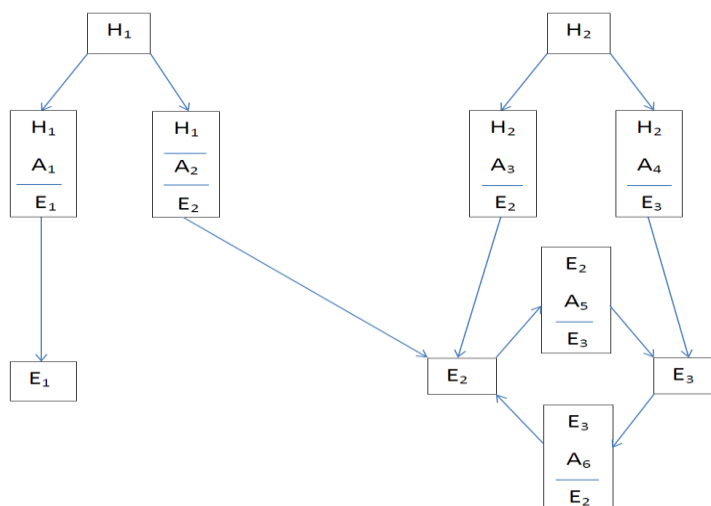 H₁
H₂
H₁
A₁
E₁
H₁
A₂
E₂
H₂
A₃
E₂
H₂
A₄
E₃
E₂
A₅
E₃
E₁
E₂
E₃
E₃
A₆
E₂